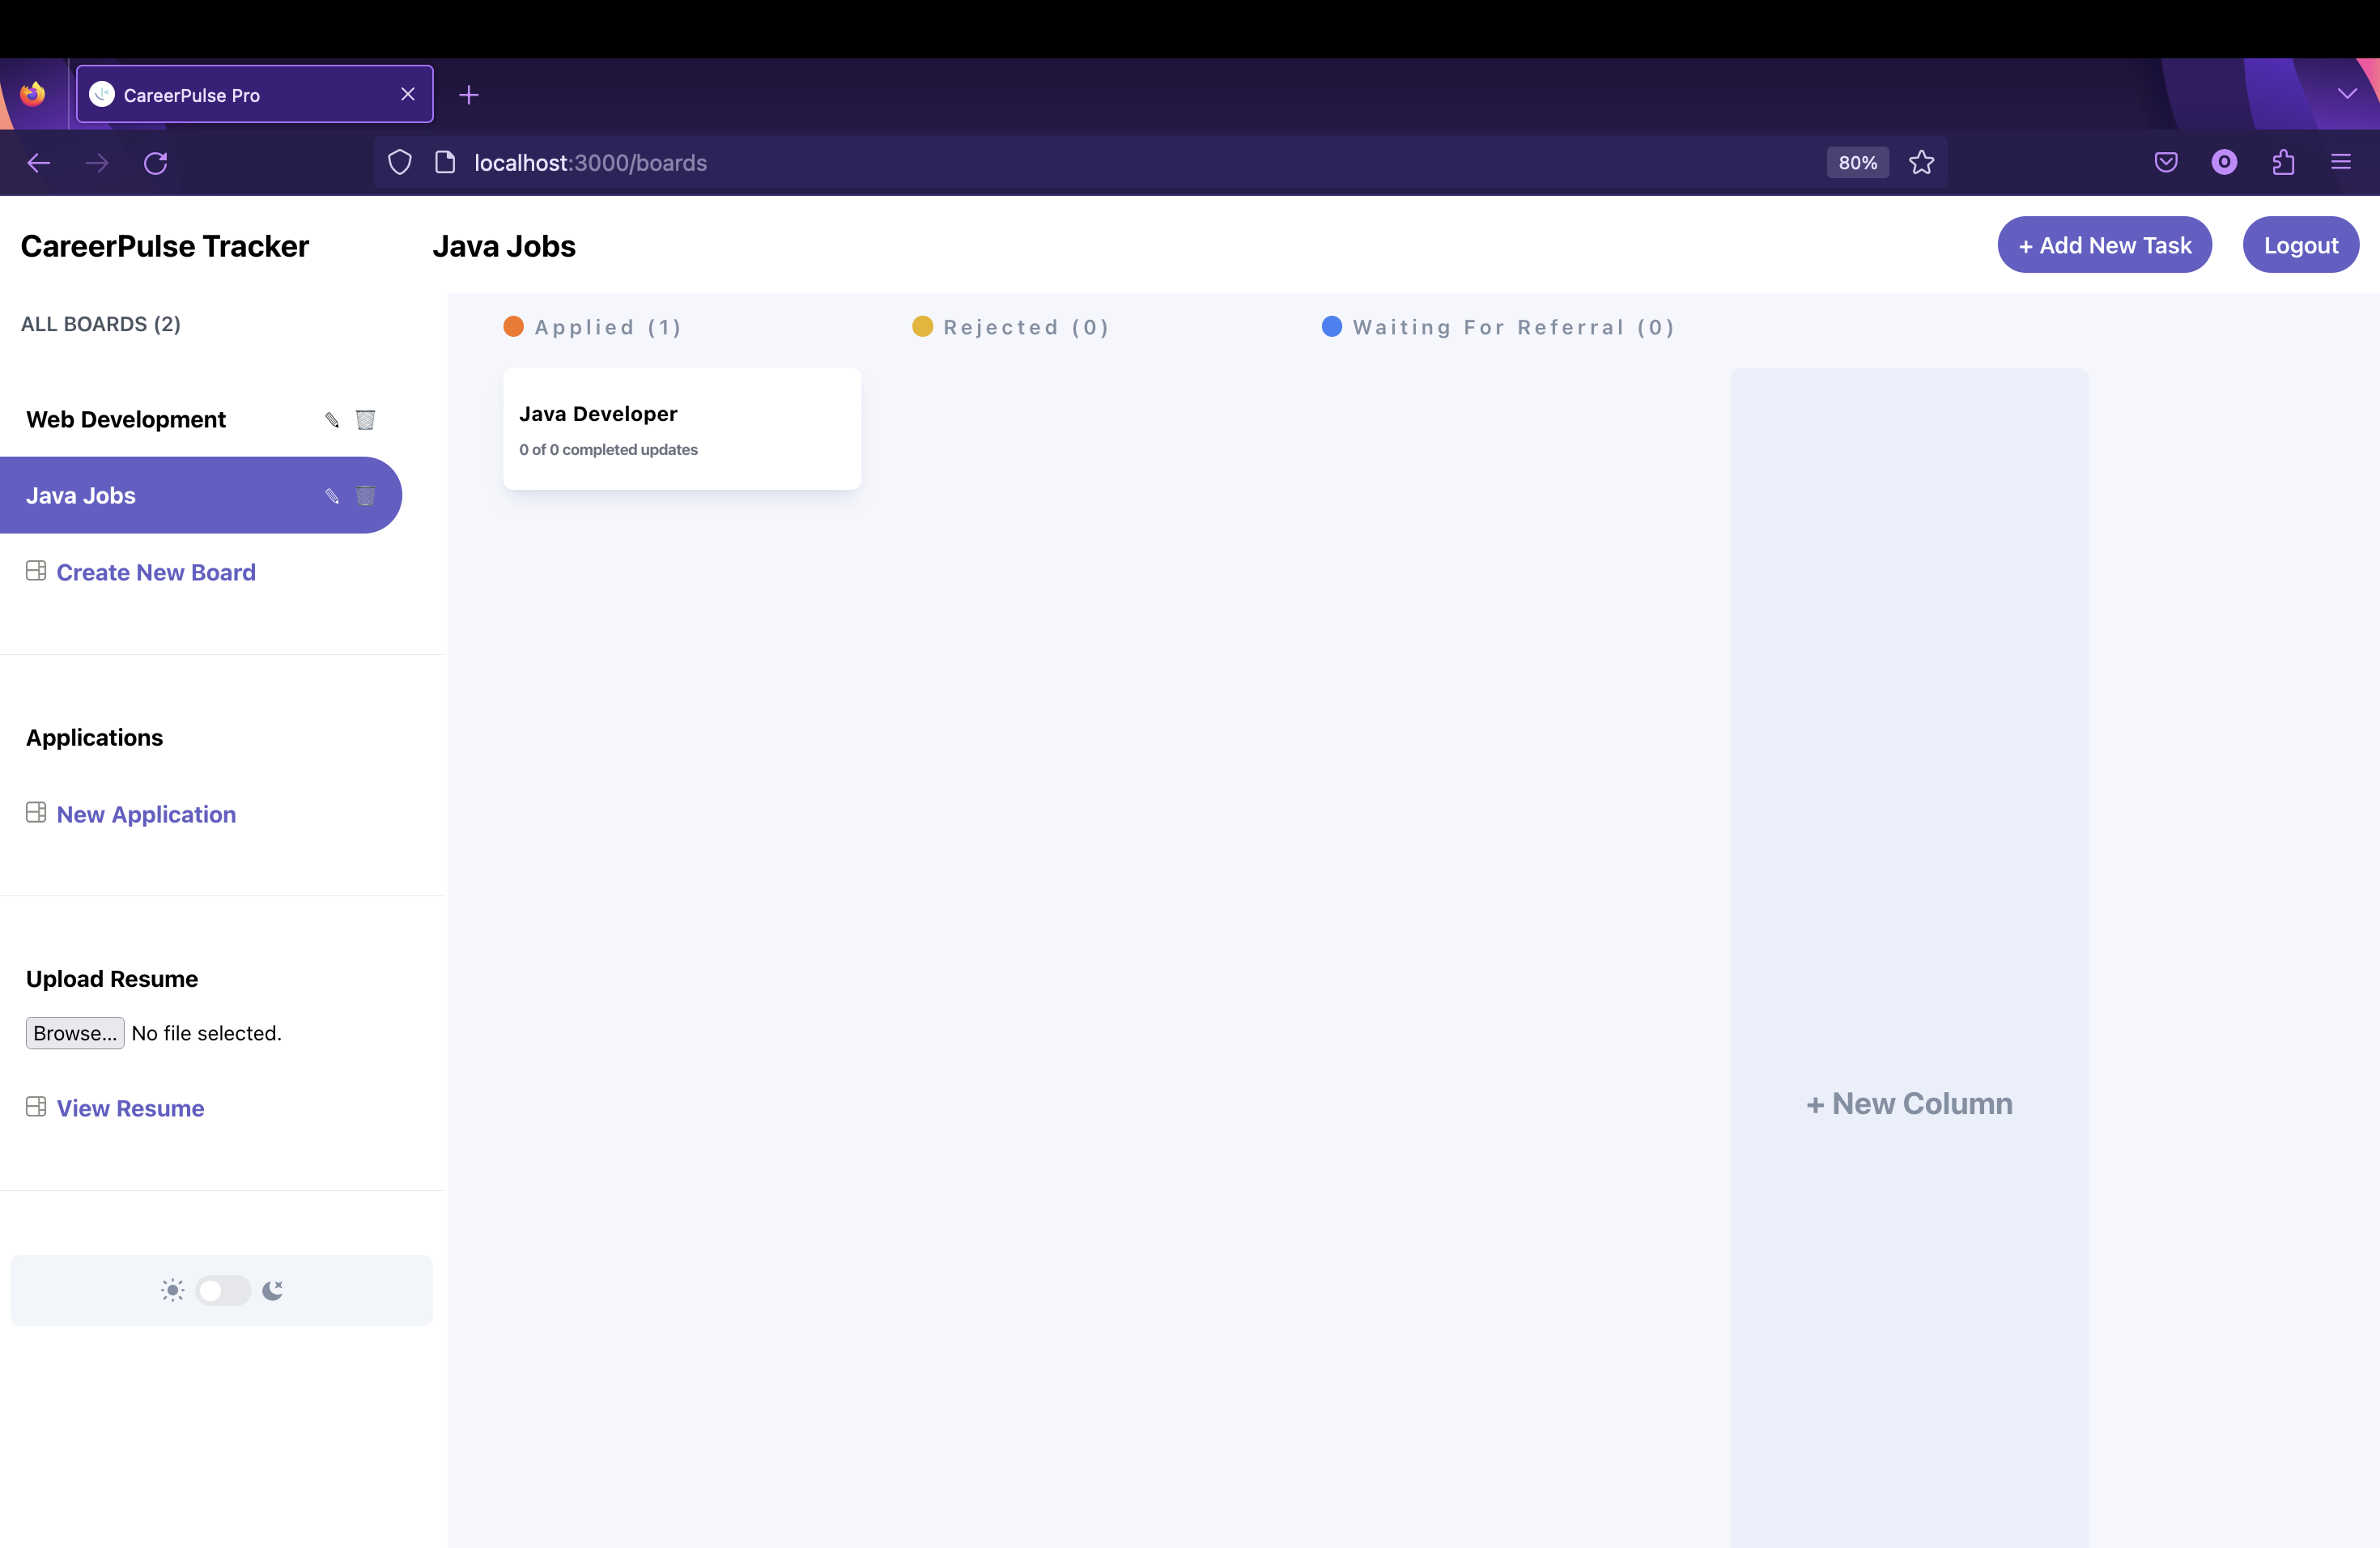 CareerPulse Pro
localhost:3000/boards
80%
CareerPulse Tracker
Java Jobs
+ Add New Task
Logout
ALL BOARDS (2)
Web Development
Java Jobs
Create New Board
Applications
New Application
Upload Resume
Browse... No file selected.
View Resume
Applied (1)
Rejected (0)
Waiting For Referral (0)
Java Developer
0 of 0 completed updates
+ New Column